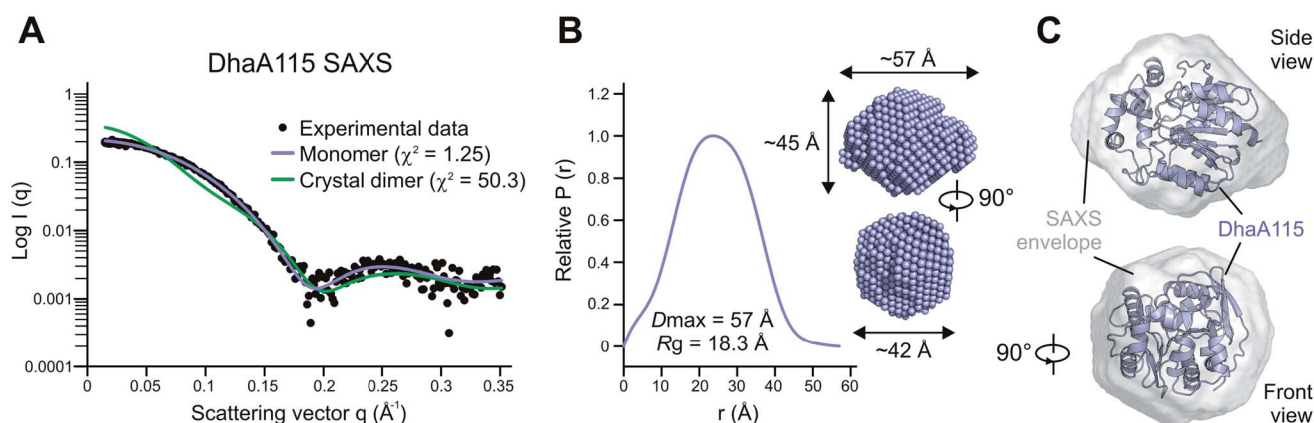 A
DhaA115 SAXS
Log I (q)
1
0.1
0.01
0.001
0.0001
Experimental data
Monomer (χ² = 1.25)
Crystal dimer (χ² = 50.3)
0
0.05
0.1
0.15
0.2
0.25
0.3
0.35
Scattering vector q (Å⁻¹)
B
Relative P (r)
1.2
1.0
0.8
0.6
0.4
0.2
0
Dmax = 57 Å
Rg = 18.3 Å
0
10
20
30
40
50
60
r (Å)
~57 Å
~45 Å
90°
~42 Å
C
Side
view
SAXS
envelope
DhaA115
90°
Front
view